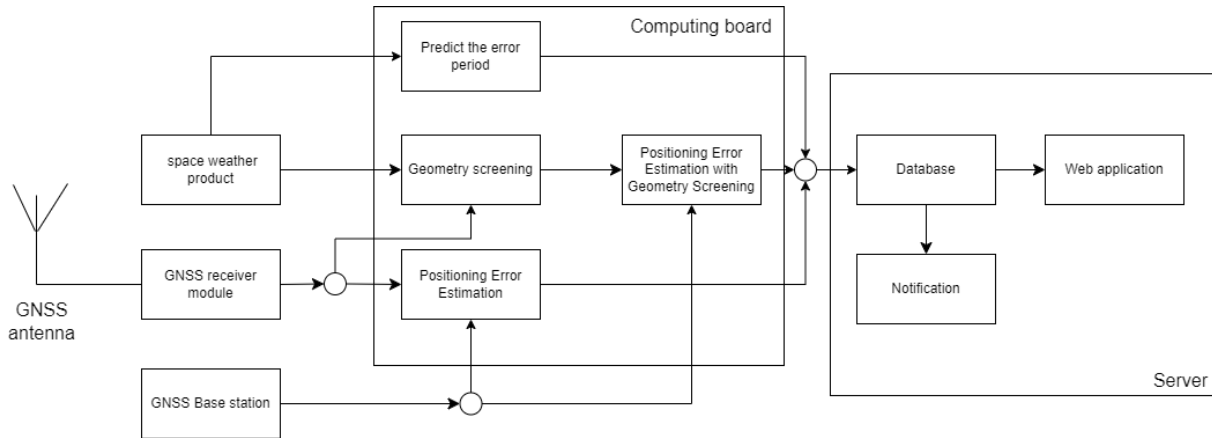 Computing board
Predict the error
period
space weather
product
Geometry screening
Positioning Error
Estimation with
Geometry Screening
Database
Web application
GNSS
antenna
GNSS receiver
module
Positioning Error
Estimation
Notification
GNSS Base station
Server